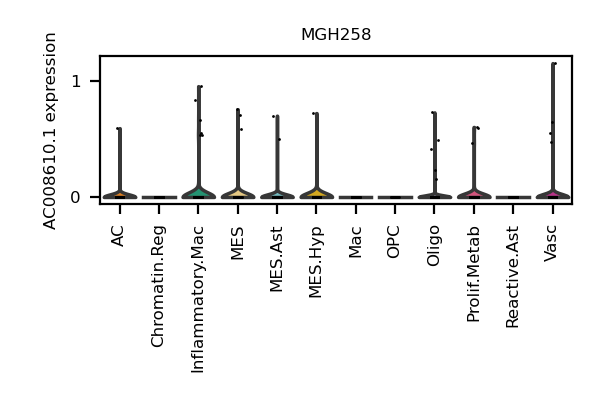 MGH258
AC008610.1 expression
1
0
AC
Chromatin.Reg
Inflammatory.Mac
MES
MES.Ast
MES.Hyp
Mac
OPC
Oligo
Prolif.Metab
Reactive.Ast
Vasc